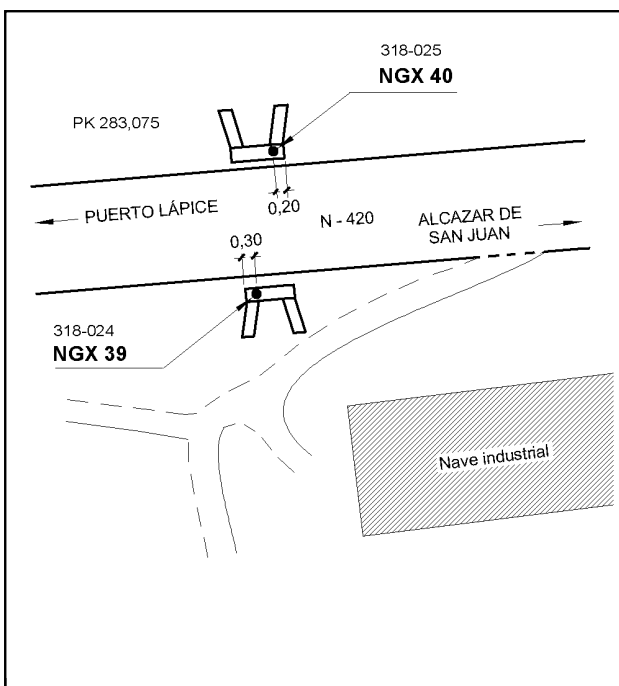 318-025
NGX 40
PK 283,075
PUERTO LÁPICE
0,20
N - 420
ALCAZAR DE
SAN JUAN
0,30
318-024
NGX 39
Nave industrial